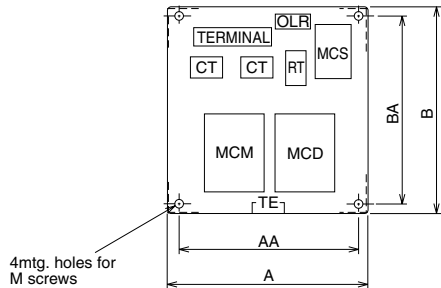 OLR
TERMINAL
MCS
CT
CT
RT
MCM
MCD
TE
BA
B
AA
A
4mtg. holes for
M screws